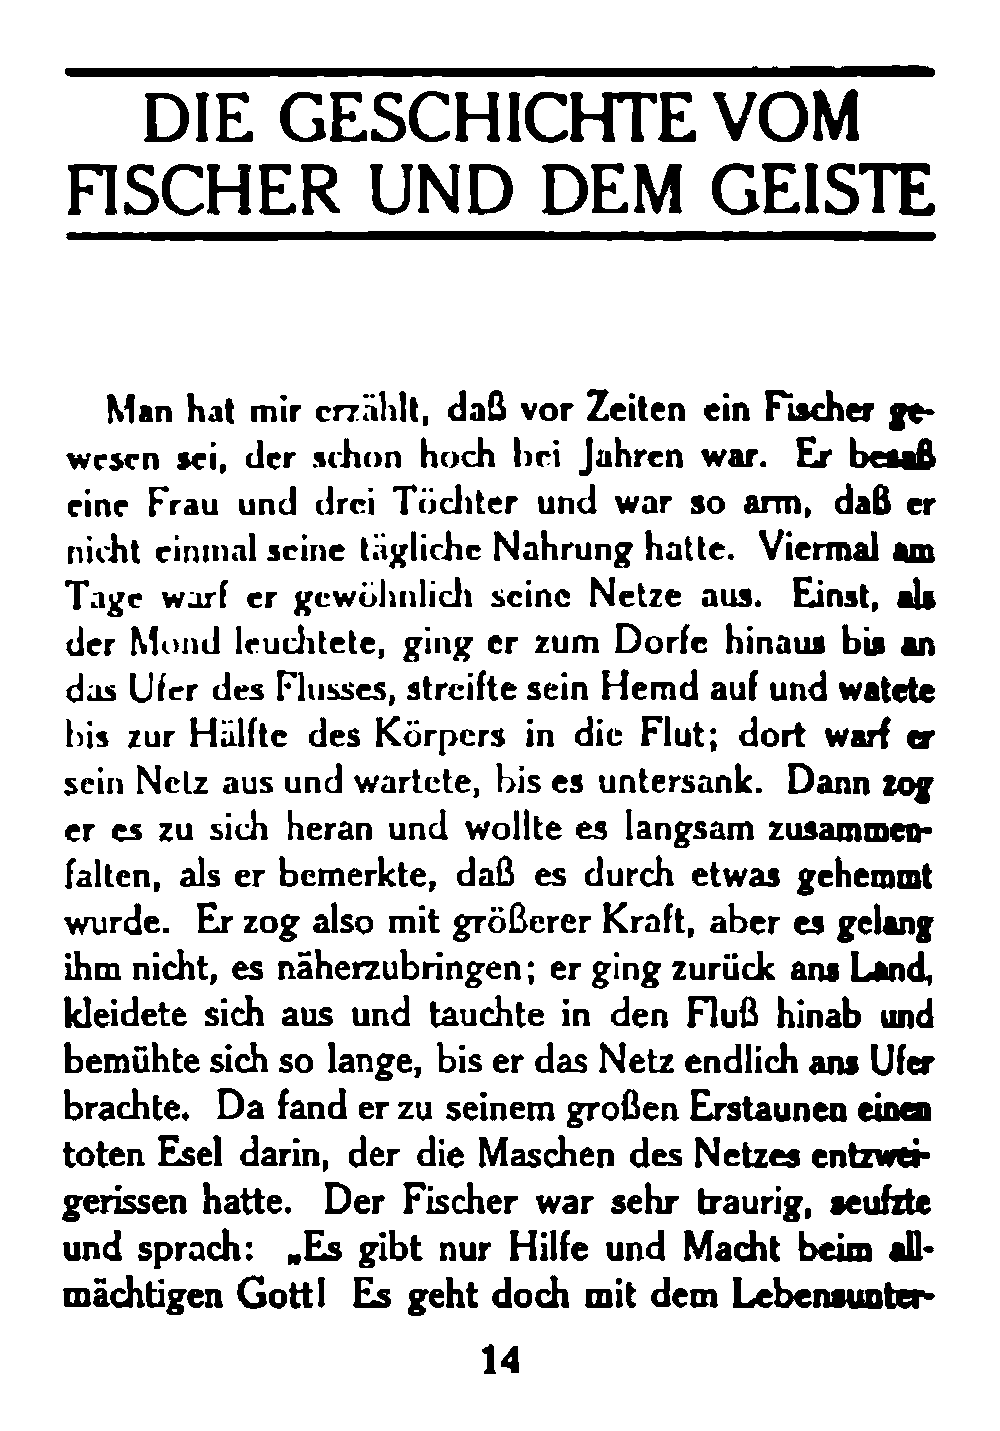 DIE GESCHICHTE VOM
FISCHER UND DEM GEISTE
Man hat mir erzählt, daß vor Zeiten ein Fischer ge-
wesen sei, der schon hoch bei Jahren war. Er besaß
eine Frau und drei Töchter und war so arm, daß er
nicht einmal seine tägliche Nahrung hatte. Viermal am
Tage warf er gewöhnlich seine Netze aus. Einst, als
der Mond leuchtete, ging er zum Dorfe hinaus bis an
das Ufer des Flusses, streifte sein Hemd auf und watete
bis zur Hälfte des Körpers in die Flut; dort warf er
sein Netz aus und wartete, bis es untersank. Dann zog
er es zu sich heran und wollte es langsam zusammen-
falten, als er bemerkte, daß es durch etwas gehemmt
wurde. Er zog also mit größerer Kraft, aber es gelang
ihm nicht, es näherzubringen; er ging zurück ans Land,
kleidete sich aus und tauchte in den Fluß hinab und
bemühte sich so lange, bis er das Netz endlich ans Ufer
brachte. Da fand er zu seinem großen Erstaunen einen
toten Esel darin, der die Maschen des Netzes entzwei-
gerissen hatte. Der Fischer war sehr traurig, seufzte
und sprach: „Es gibt nur Hilfe und Macht beim all-
mächtigen Gott! Es geht doch mit dem Lebensunter-
14